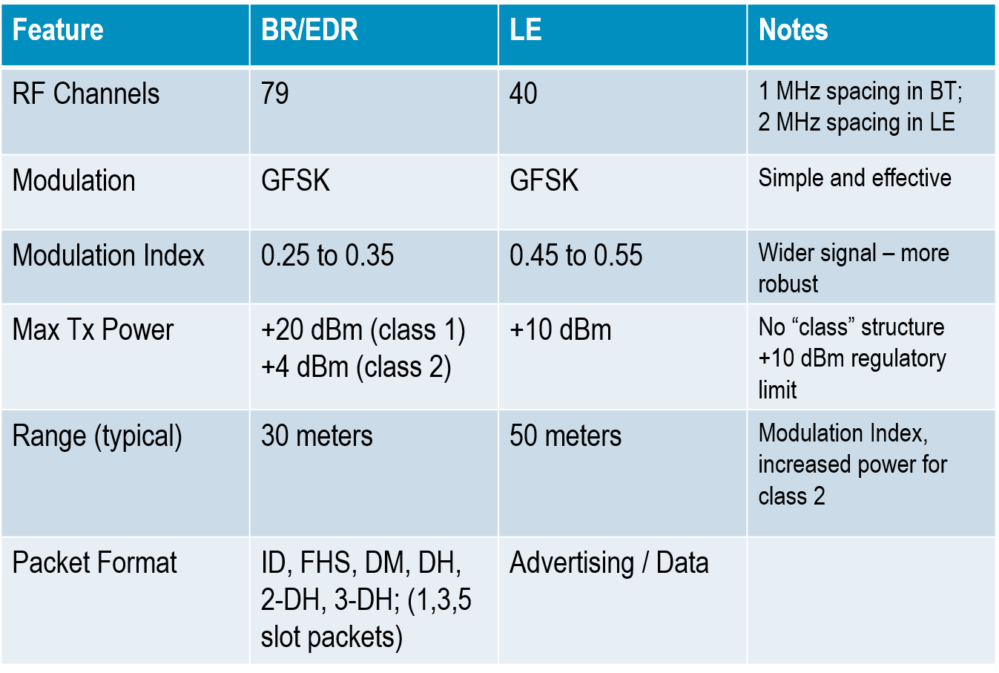 Feature BR/EDR LE Notes
RF Channels 79 40 1 MHz spacing in BT;
2 MHz spacing in LE
Modulation GFSK GFSK Simple and effective
Modulation Index 0.25 to 0.35 0.45 to 0.55 Wider signal – more
robust
Max Tx Power +20 dBm (class 1) +10 dBm No “class” structure
+4 dBm (class 2) +10 dBm regulatory
limit
Range (typical) 30 meters 50 meters Modulation Index,
increased power for
class 2
Packet Format ID, FHS, DM, DH, Advertising / Data
2-DH, 3-DH; (1,3,5
slot packets)